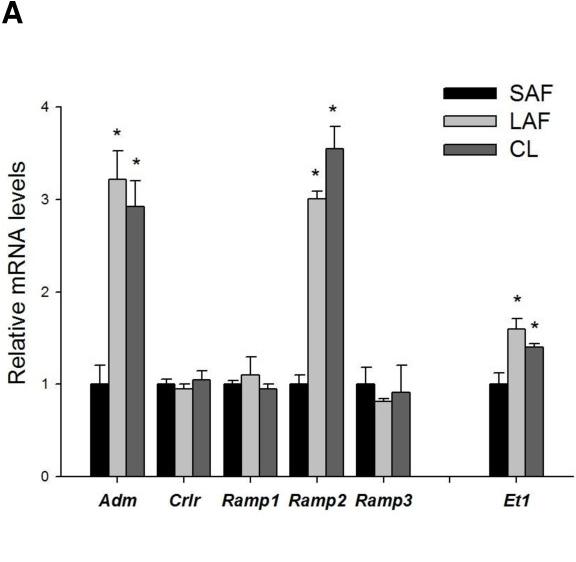 A
SAF
LAF
CL
Relative mRNA levels
4
3
2
1
0
* * * * * *
Adm Crlr Ramp1 Ramp2 Ramp3 Et1